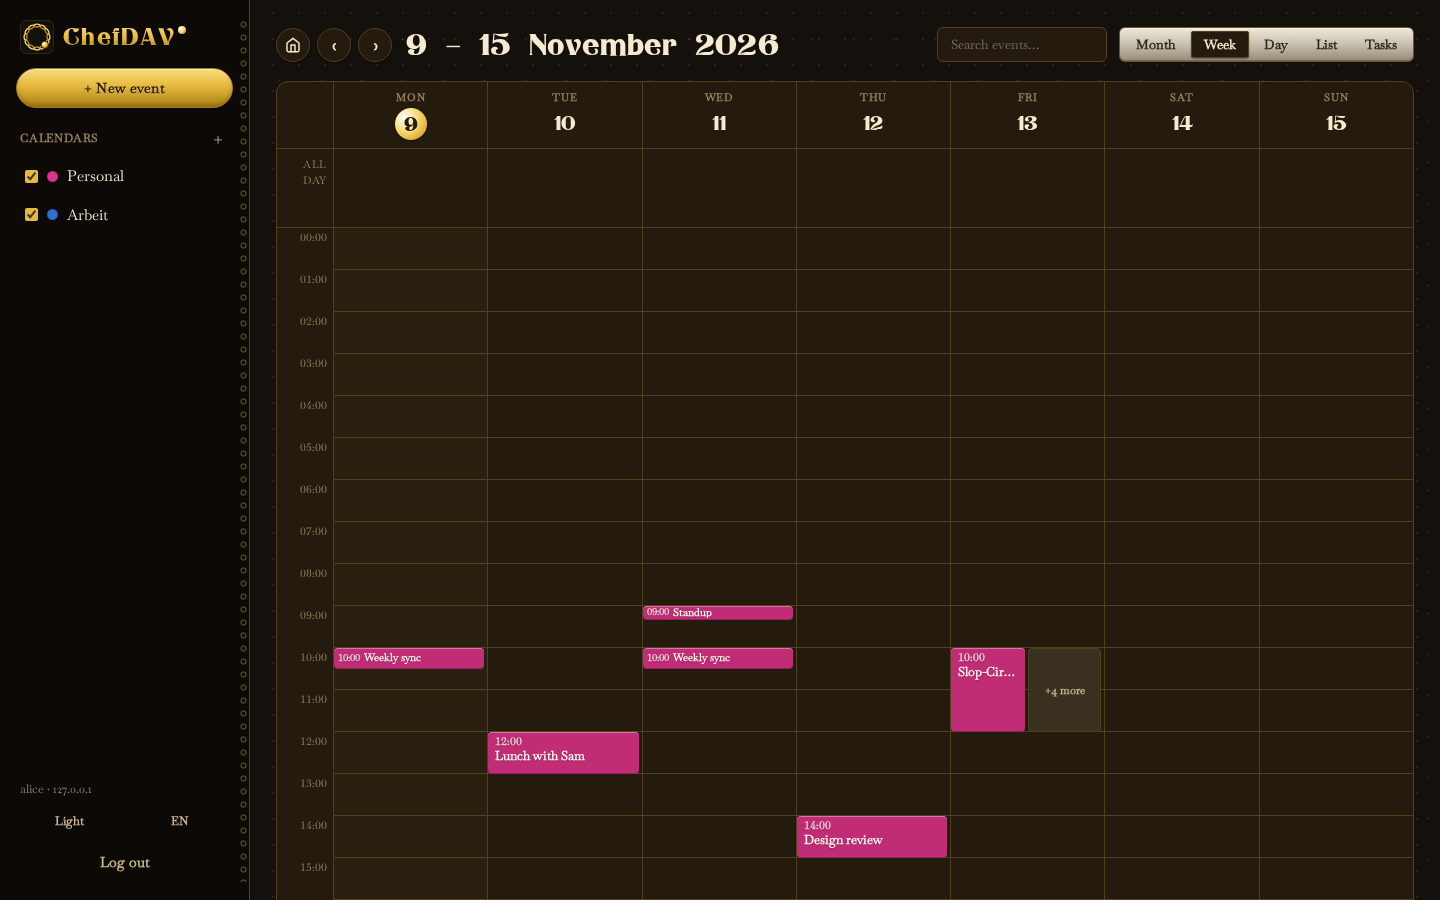 ChefDAV
+ New event
CALENDARS +
Personal
Arbeit
alice · 127.0.0.1
Light EN
Log out
‹ › 9 – 15 November 2026
Search events...
Month Week Day List Tasks
MON TUE WED THU FRI SAT SUN
9 10 11 12 13 14 15
ALL
DAY
00:00
01:00
02:00
03:00
04:00
05:00
06:00
07:00
08:00
09:00
09:00 Standup
10:00
10:00 Weekly sync
10:00 Weekly sync
10:00
Slop-Cir...
+4 more
11:00
12:00
12:00
Lunch with Sam
13:00
14:00
14:00
Design review
15:00